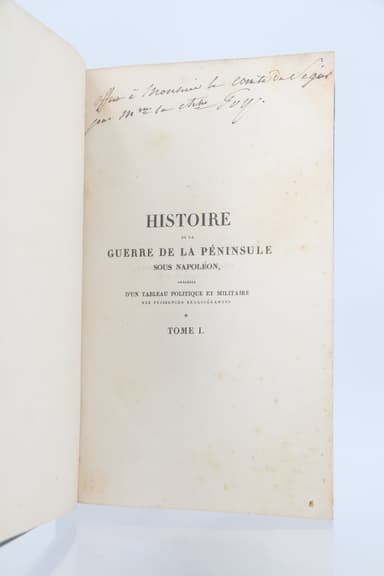 offert à Monsieur le comte de Ségur
par Mme la Ctsse Foy.
HISTOIRE
DE LA
GUERRE DE LA PÉNINSULE
SOUS NAPOLÉON,
PRÉCÉDÉE
D'UN TABLEAU POLITIQUE ET MILITAIRE
DES PUISSANCES BELLIGÉRANTES
TOME I.